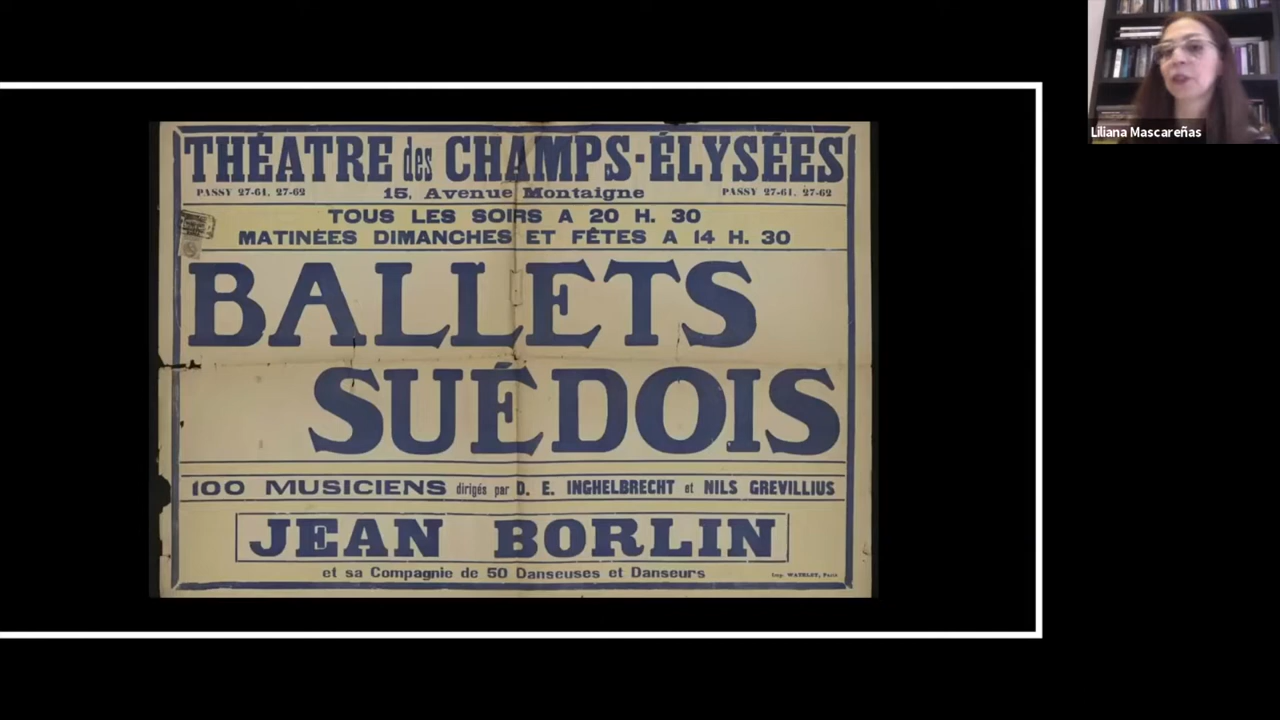 THÉATRE des CHAMPS-ÉLYSÉES
PASSY 27-61, 27-62
15, Avenue Montaigne
PASSY 27-61, 27-62
TOUS LES SOIRS A 20 H. 30
MATINÉES DIMANCHES ET FÊTES A 14 H. 30
BALLETS
SUÉDOIS
100 MUSICIENS dirigés par D. E. INGHELBRECHT et NILS GREVILLIUS
JEAN BORLIN
et sa Compagnie de 50 Danseuses et Danseurs
Imp. WATELET, Paris
Liliana Mascareñas